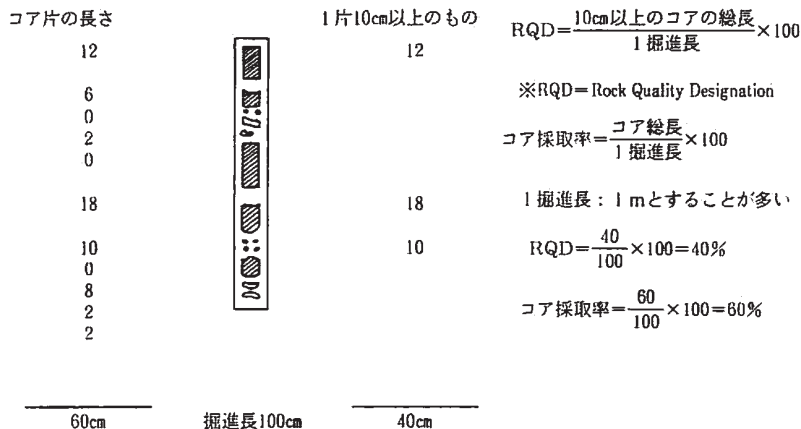 コア片の長さ
12
6
0
2
0
18
10
0
8
2
2
60cm
掘進長100cm
1片10cm以上のもの
12
18
10
40cm
RQD=10cm以上のコアの総長/1掘進長×100
※RQD=Rock Quality Designation
コア採取率=コア総長/1掘進長×100
1掘進長：1mとすることが多い
RQD=40/100×100=40%
コア採取率=60/100×100=60%